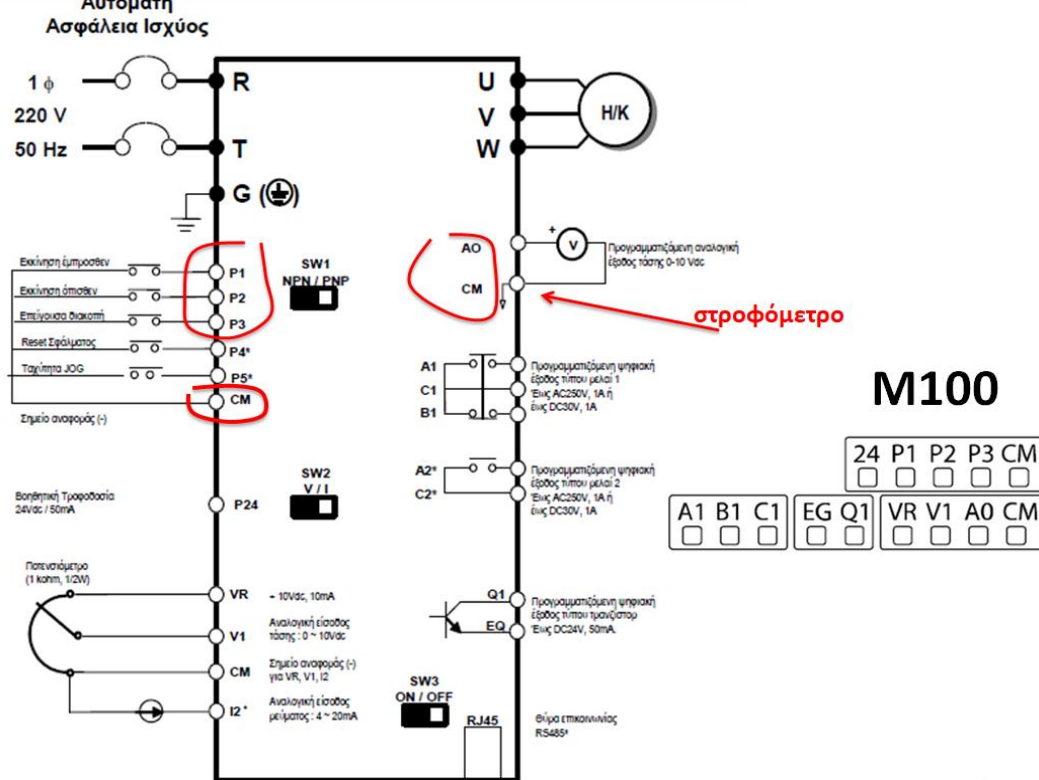 Αυτόματη
Ασφάλεια Ισχύος
1 ϕ
220 V
50 Hz
R
T
G
U
V
W
Η/Κ
Εκκίνηση έμπροσθεν
Εκκίνηση όπισθεν
Επείγουσα διακοπή
Reset Σφάλματος
Ταχύτητα JOG
Σημείο αναφοράς (-)
P1
P2
P3
P4*
P5*
CM
SW1
NPN / PNP
AO
CM
+
V
Προγραμματιζόμενη αναλογική
έξοδος τάσης 0-10 Vdc
στροφόμετρο
A1
C1
B1
Προγραμματιζόμενη ψηφιακή
έξοδος τύπου ρελαί 1
Έως AC250V, 1A ή
έως DC30V, 1A
A2*
C2*
Προγραμματιζόμενη ψηφιακή
έξοδος τύπου ρελαί 2
Έως AC250V, 1A ή
έως DC30V, 1A
SW2
V / I
Βοηθητική Τροφοδοσία
24Vdc / 50mA
P24
Ποτενσιόμετρο
(1 kohm, 1/2W)
VR
~ 10Vdc, 10mA
V1
Αναλογική είσοδος
τάσης : 0 ~ 10Vdc
CM
Σημείο αναφοράς (-)
για VR, V1, I2
I2*
Αναλογική είσοδος
ρεύματος : 4 ~ 20mA
Q1
EQ
Προγραμματιζόμενη ψηφιακή
έξοδος τύπου τρανζίστορ
Έως DC24V, 50mA.
SW3
ON / OFF
RJ45
Θύρα επικοινωνίας
RS485*
M100
24 P1 P2 P3 CM
A1 B1 C1 EG Q1 VR V1 A0 CM